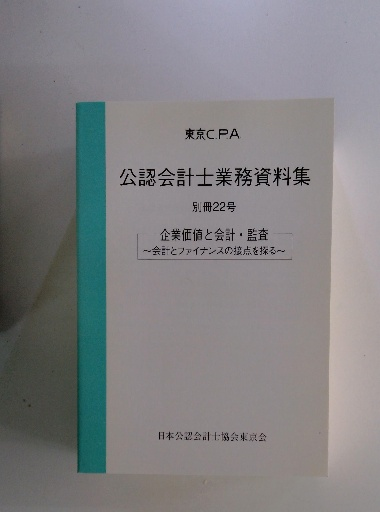 東京C.P.A
公認会計士業務資料集
別冊22号
企業価値と会計・監査
～会計とファイナンスの接点を探る～
日本公認会計士協会東京会